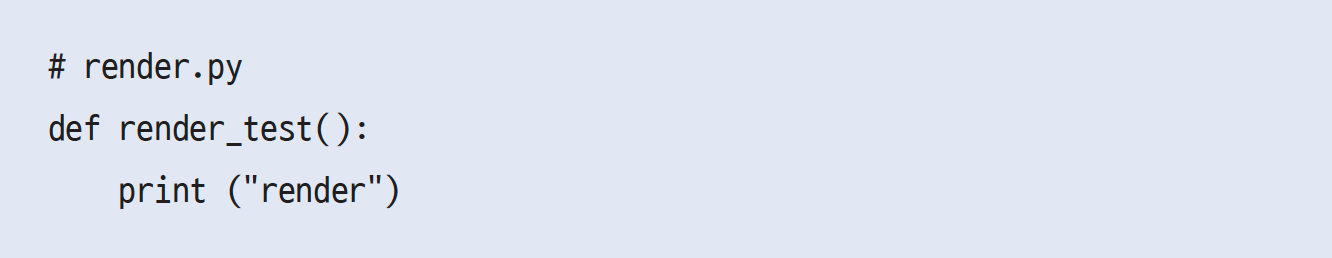 # render.py
def render_test():
    print ("render")